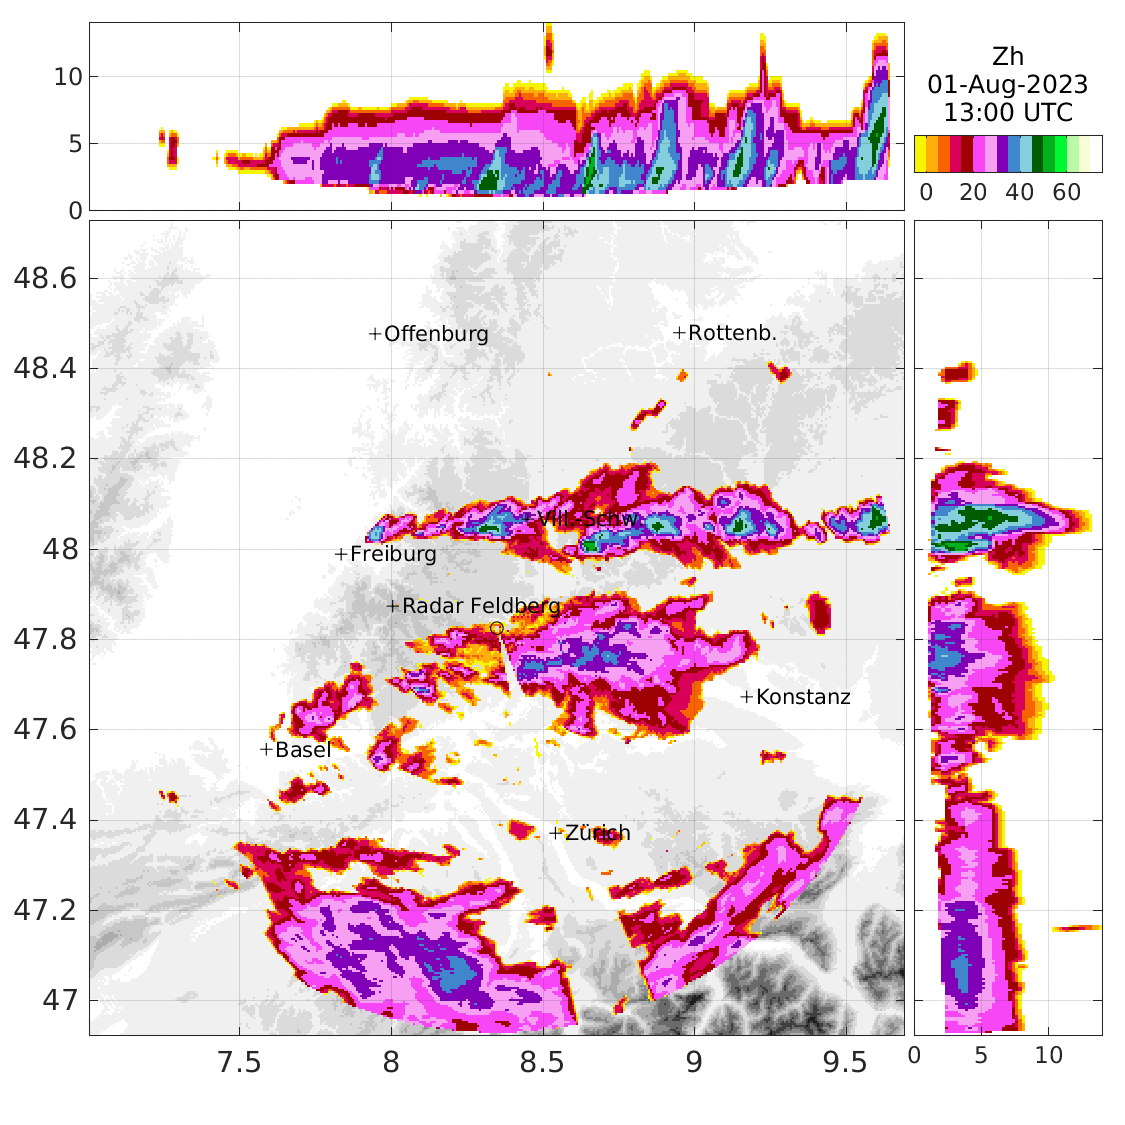 Zh
01-Aug-2023
13:00 UTC
0 20 40 60
10
5
0
48.6
48.4
48.2
48
47.8
47.6
47.4
47.2
47
+Offenburg
+Rottenb.
+Vill.-Schw.
+Freiburg
+Radar Feldberg
+Konstanz
+Basel
+Zürich
7.5 8 8.5 9 9.5
0 5 10